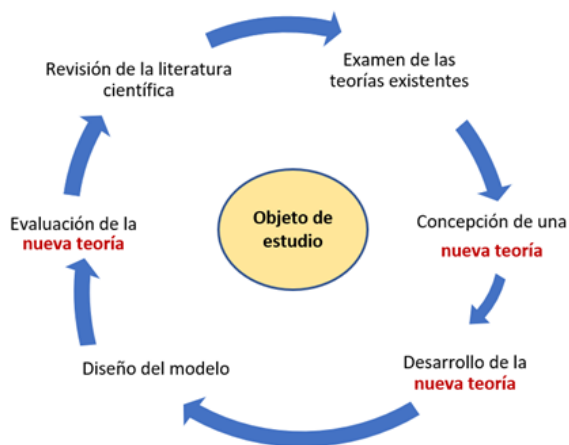 Revisión de la literatura
científica
Examen de las
teorías existentes
Concepción de una
nueva teoría
Desarrollo de la
nueva teoría
Diseño del modelo
Evaluación de la
nueva teoría
Objeto de
estudio